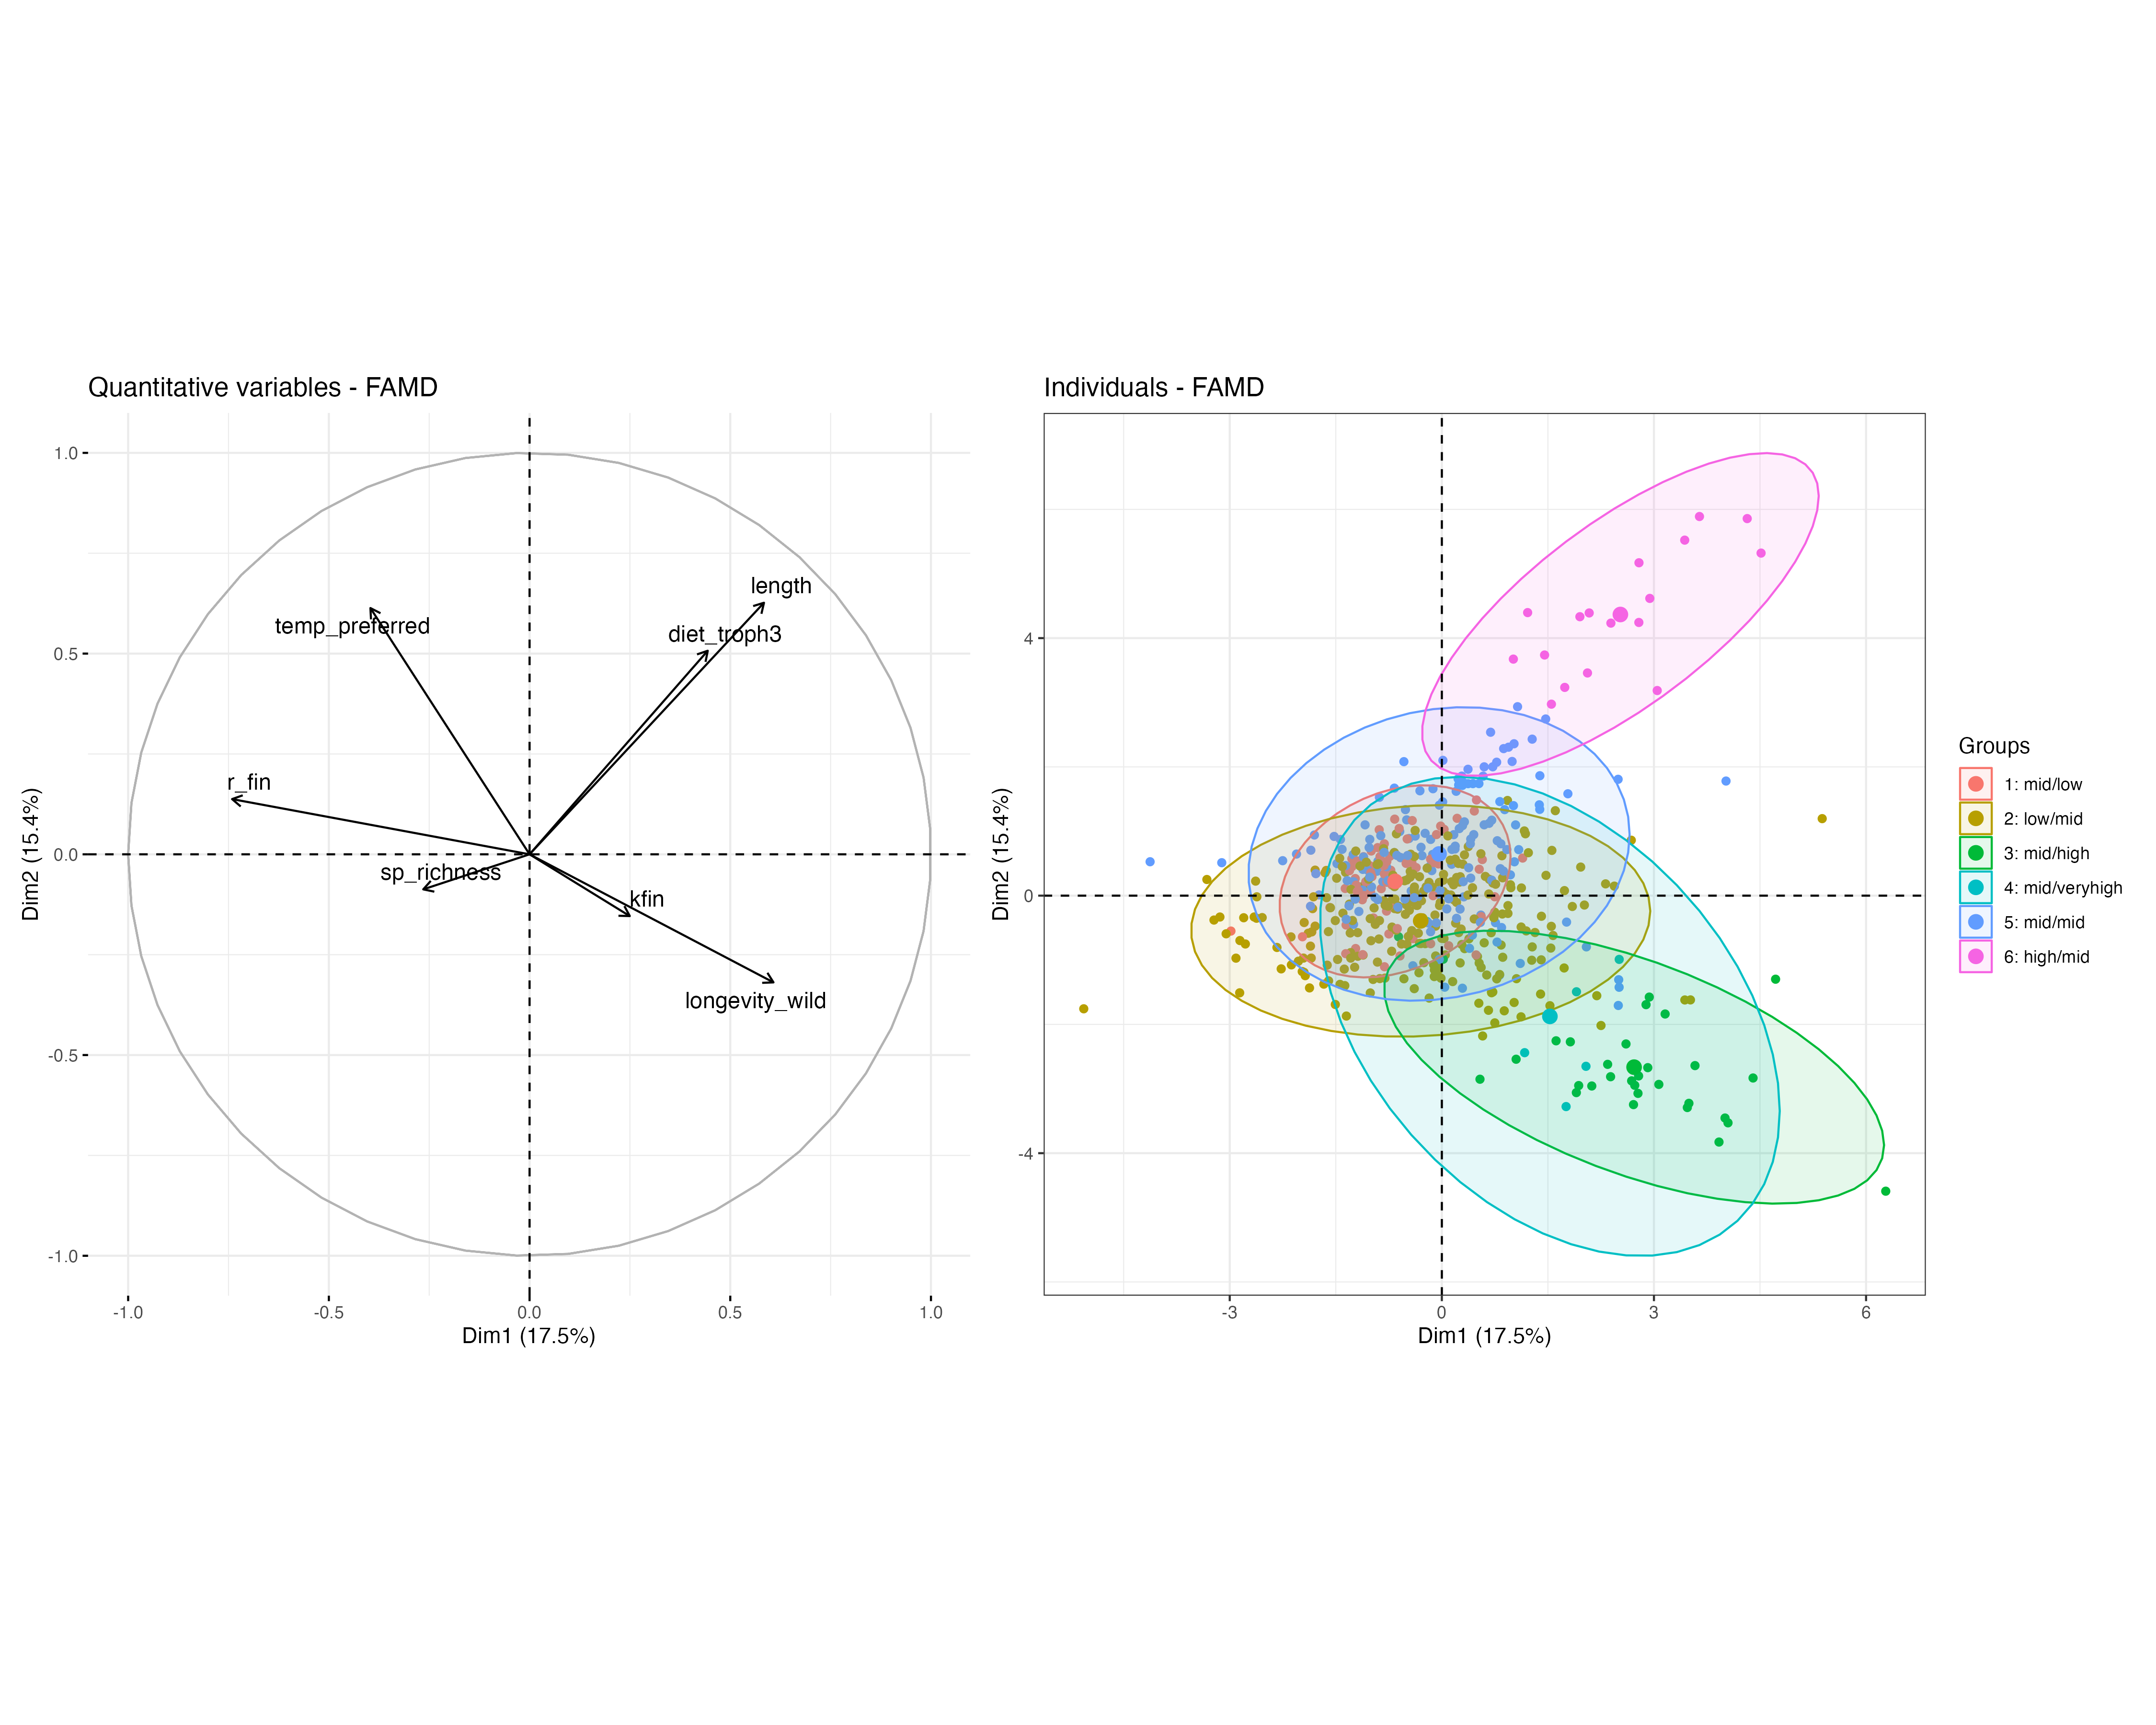 Quantitative variables - FAMD
1.0
0.5
0.0
-0.5
-1.0
Dim2 (15.4%)
length
diet_troph3
temp_preferred
r_fin
sp_richness
kfin
longevity_wild
-1.0 -0.5 0.0 0.5 1.0
Dim1 (17.5%)
Individuals - FAMD
4
0
-4
Dim2 (15.4%)
-3 0 3 6
Dim1 (17.5%)
Groups
1: mid/low
2: low/mid
3: mid/high
4: mid/veryhigh
5: mid/mid
6: high/mid